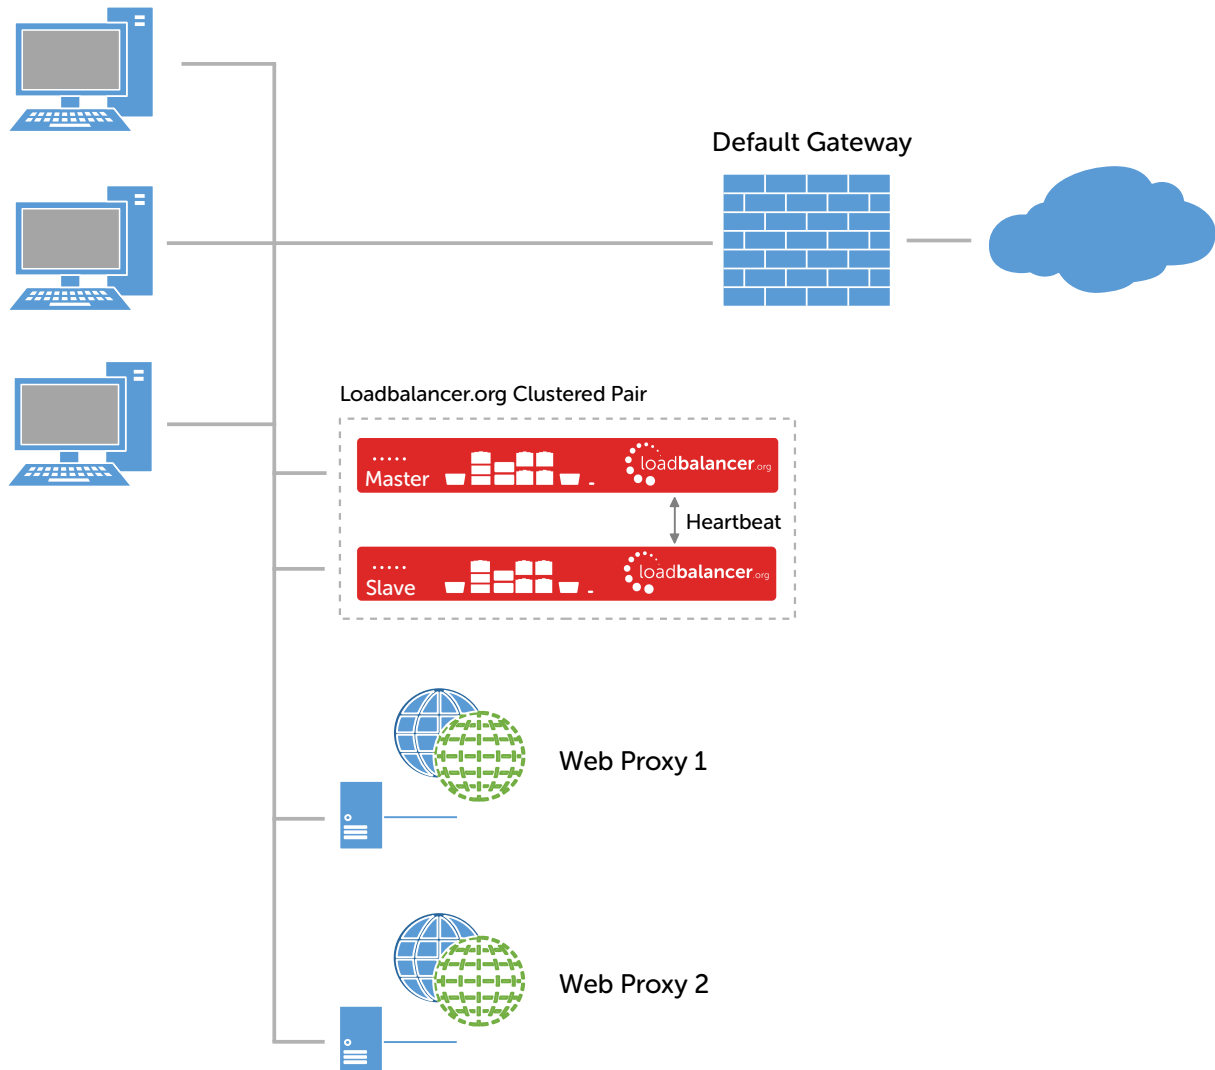 Default Gateway
Loadbalancer.org Clustered Pair
Master
loadbalancer.org
Heartbeat
Slave
loadbalancer.org
Web Proxy 1
Web Proxy 2